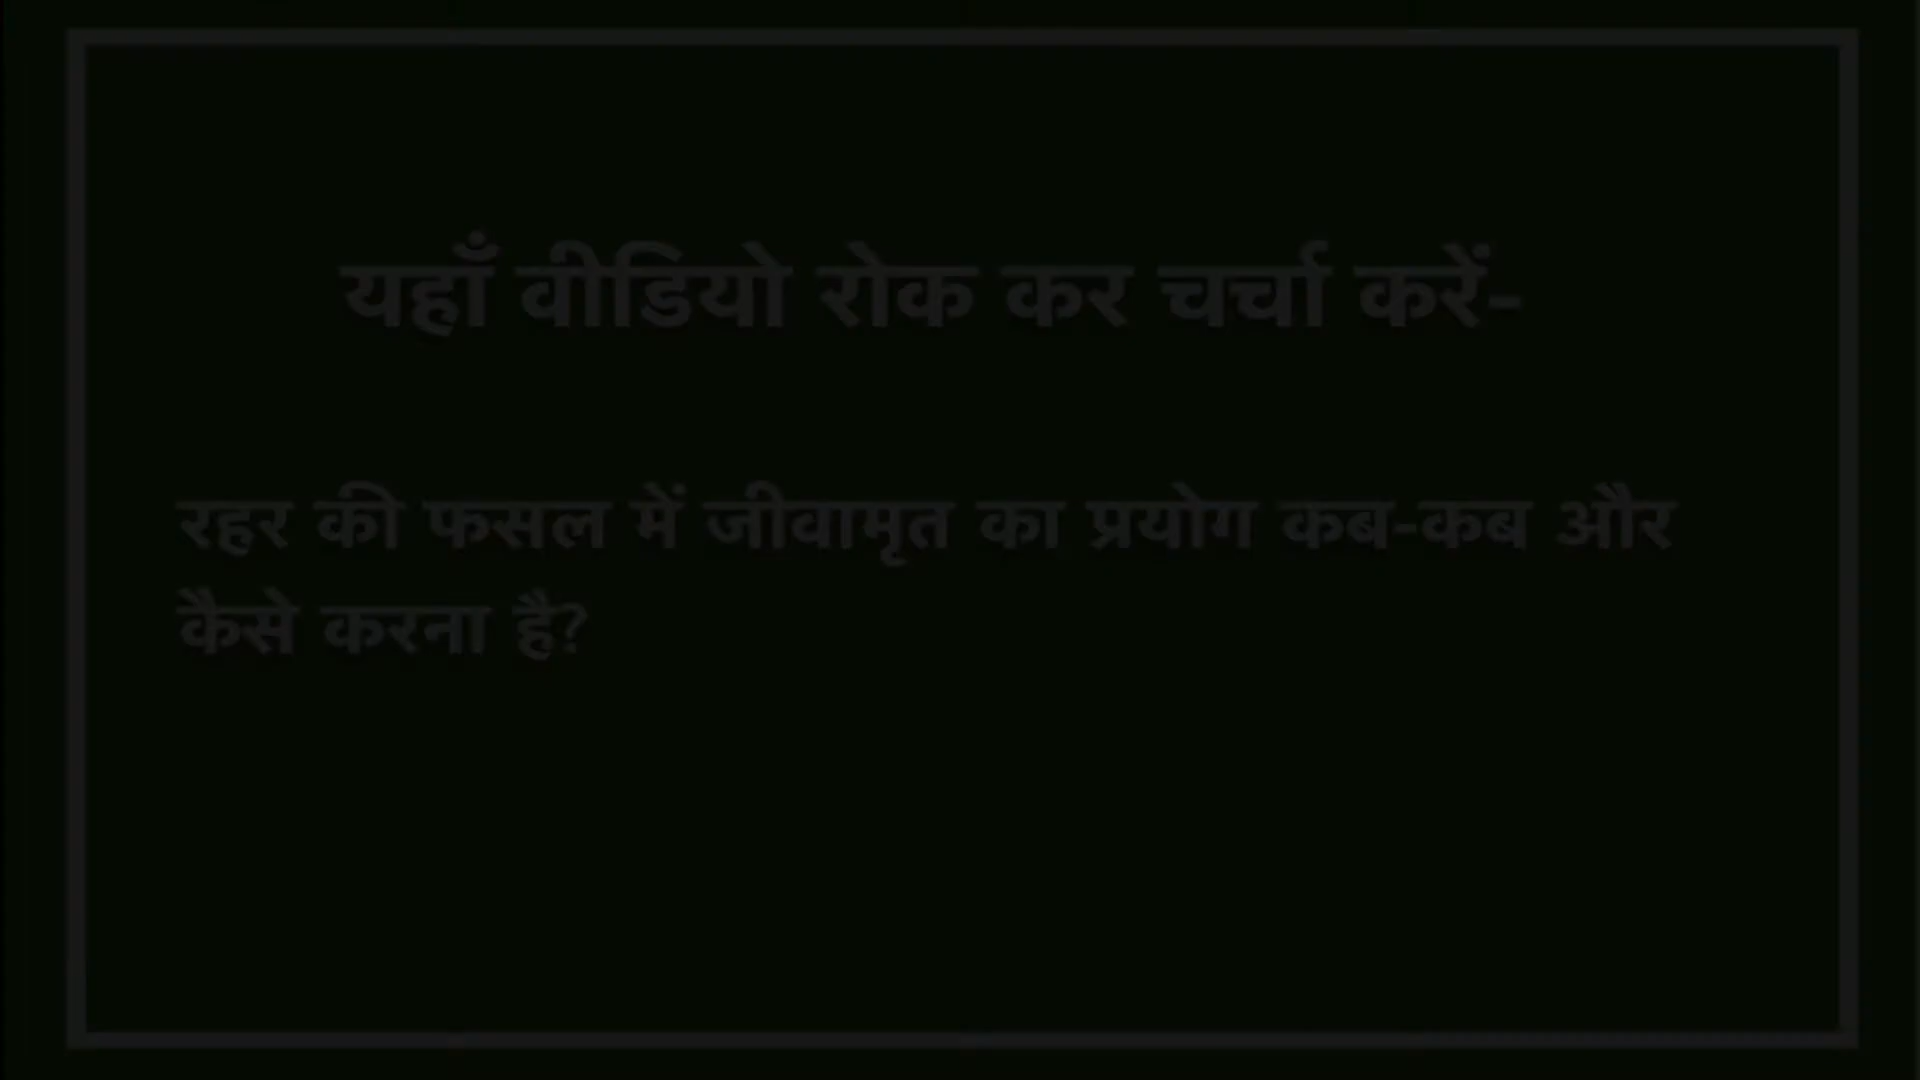 यहाँ वीडियो रोक कर चर्चा करें-
रहर की फसल में जीवामृत का प्रयोग कब-कब और
कैसे करना है?